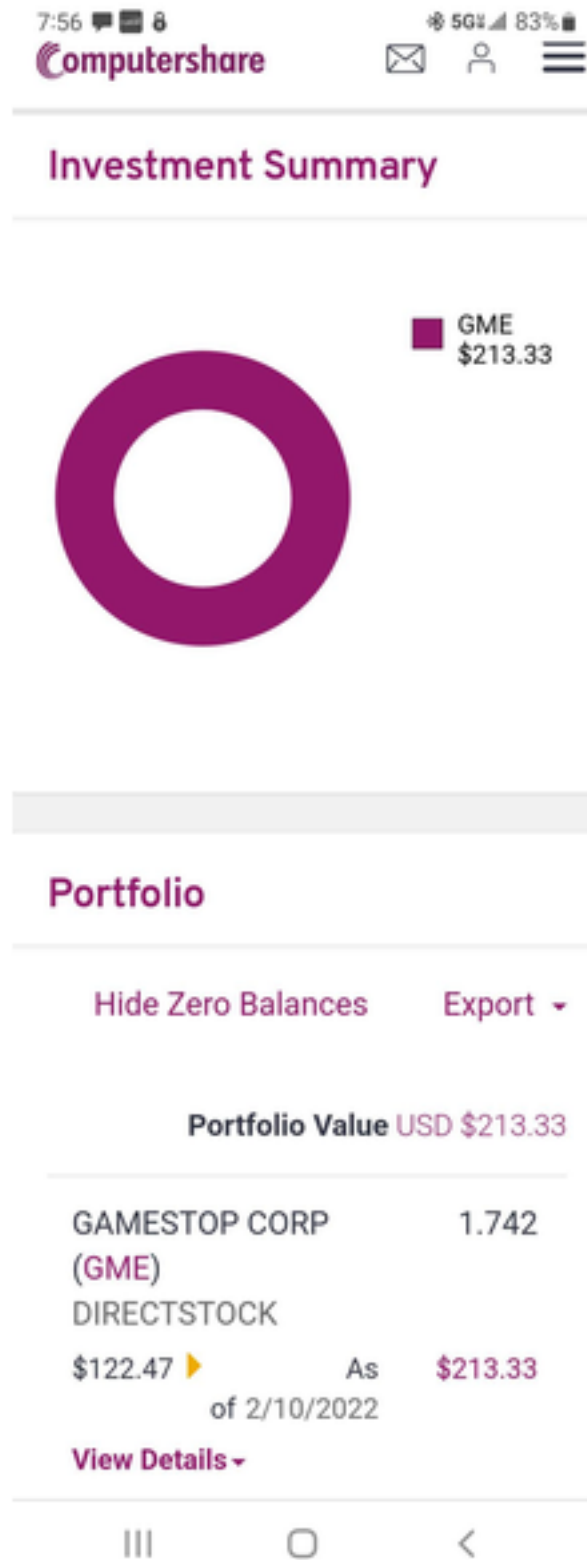 7:56 83%
Computershare
Investment Summary
GME
$213.33
Portfolio
Hide Zero Balances Export
Portfolio Value USD $213.33
GAMESTOP CORP 1.742
(GME)
DIRECTSTOCK
$122.47 As $213.33
of 2/10/2022
View Details